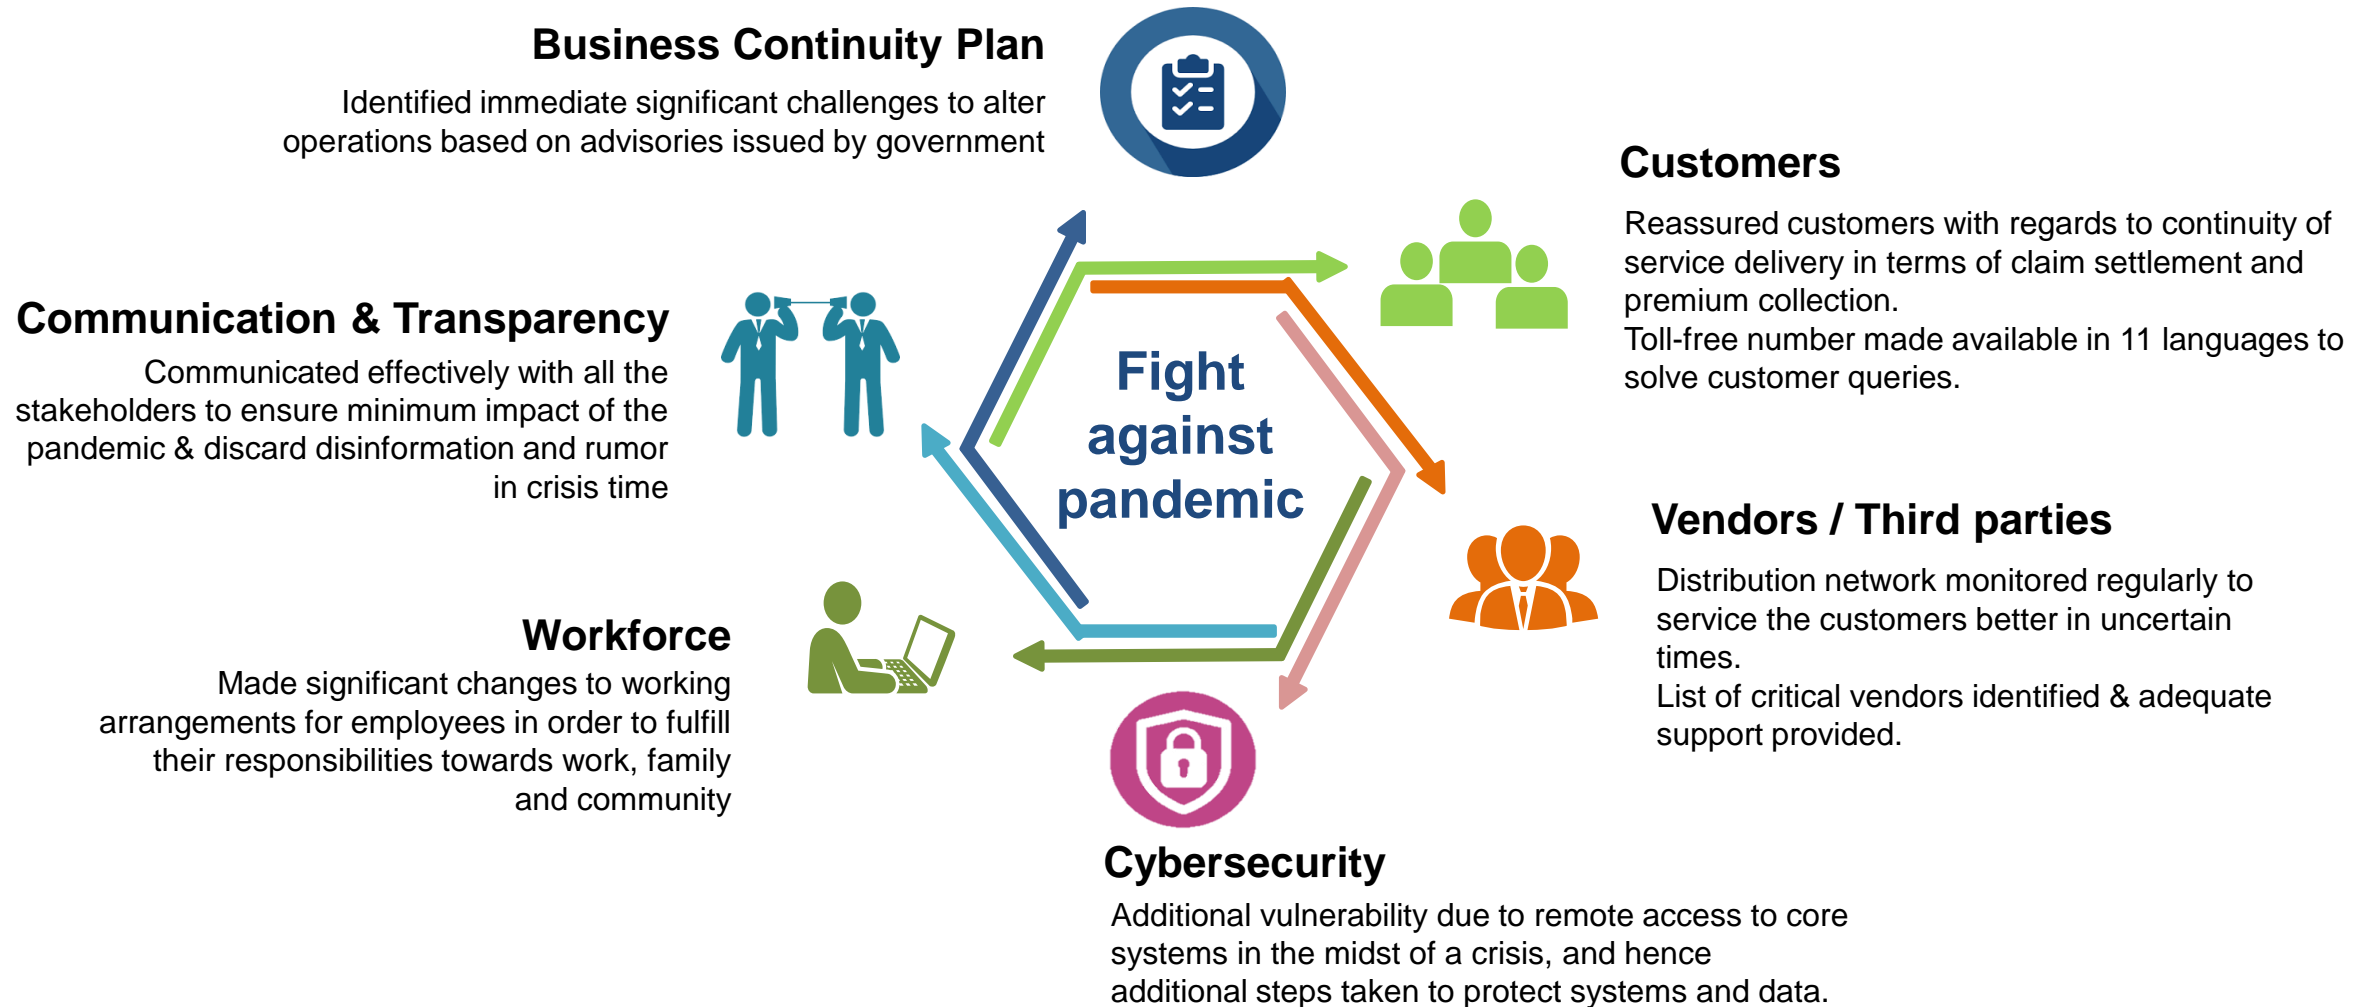 Business Continuity Plan
Identified immediate significant challenges to alter
operations based on advisories issued by government
Customers
Reassured customers with regards to continuity of
service delivery in terms of claim settlement and
premium collection.
Toll-free number made available in 11 languages to
solve customer queries.
Communication & Transparency
Communicated effectively with all the
stakeholders to ensure minimum impact of the
pandemic & discard disinformation and rumor
in crisis time
Fight
against
pandemic
Vendors / Third parties
Distribution network monitored regularly to
service the customers better in uncertain
times.
List of critical vendors identified & adequate
support provided.
Workforce
Made significant changes to working
arrangements for employees in order to fulfill
their responsibilities towards work, family
and community
Cybersecurity
Additional vulnerability due to remote access to core
systems in the midst of a crisis, and hence
additional steps taken to protect systems and data.